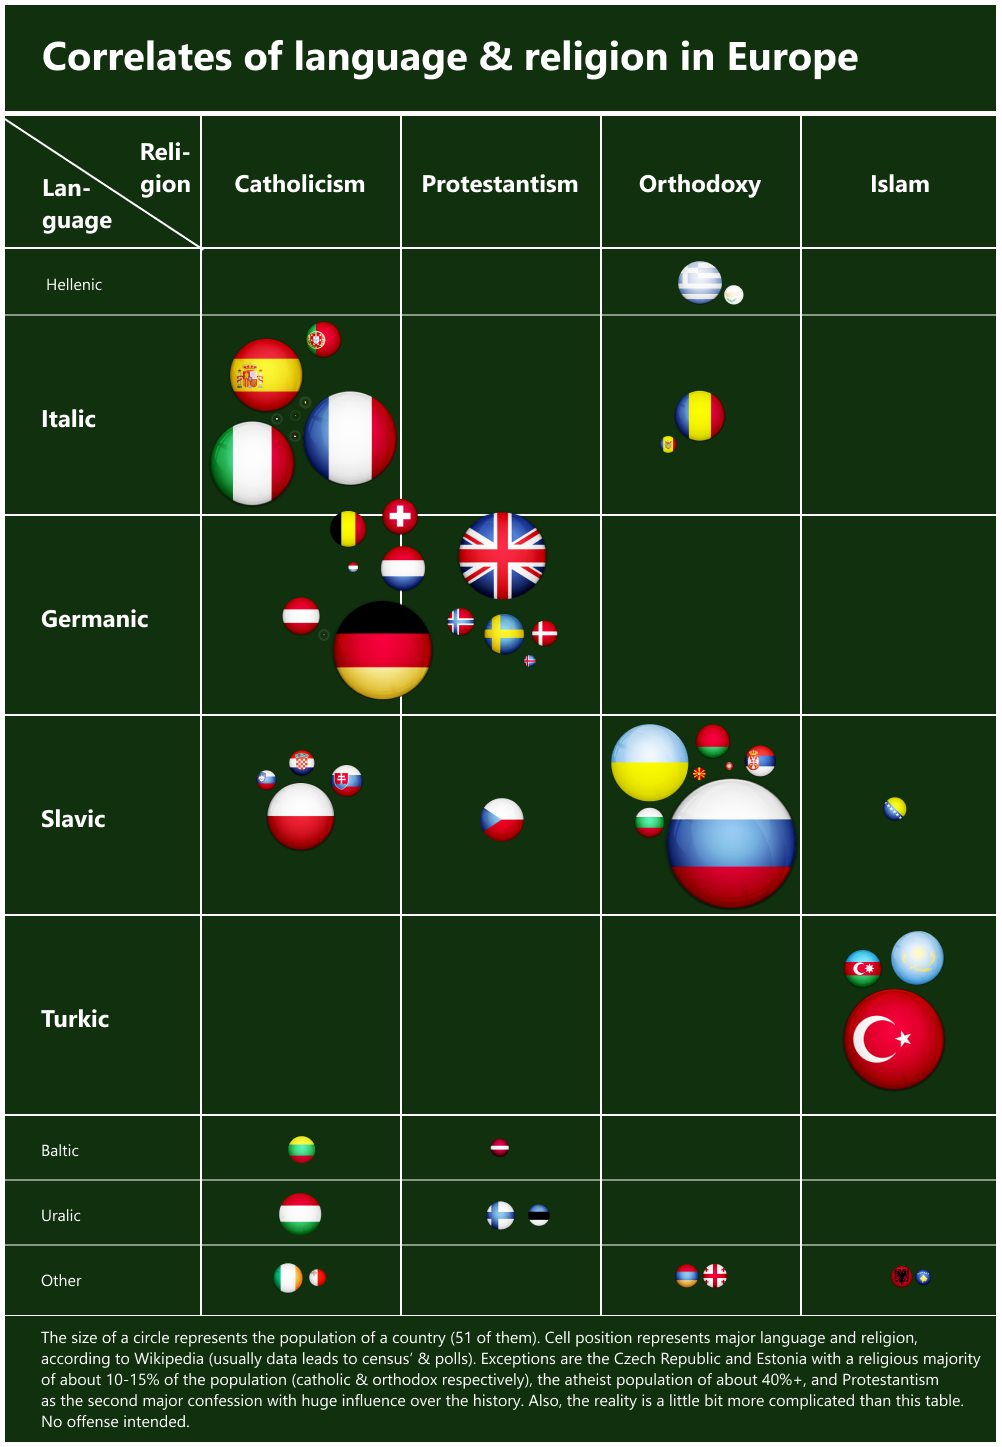 Correlates of language & religion in Europe
Reli-
gion
Lan-
guage
Catholicism
Protestantism
Orthodoxy
Islam
Hellenic
Italic
Germanic
Slavic
Turkic
Baltic
Uralic
Other
The size of a circle represents the population of a country (51 of them). Cell position represents major language and religion,
according to Wikipedia (usually data leads to census’ & polls). Exceptions are the Czech Republic and Estonia with a religious majority
of about 10-15% of the population (catholic & orthodox respectively), the atheist population of about 40%+, and Protestantism
as the second major confession with huge influence over the history. Also, the reality is a little bit more complicated than this table.
No offense intended.